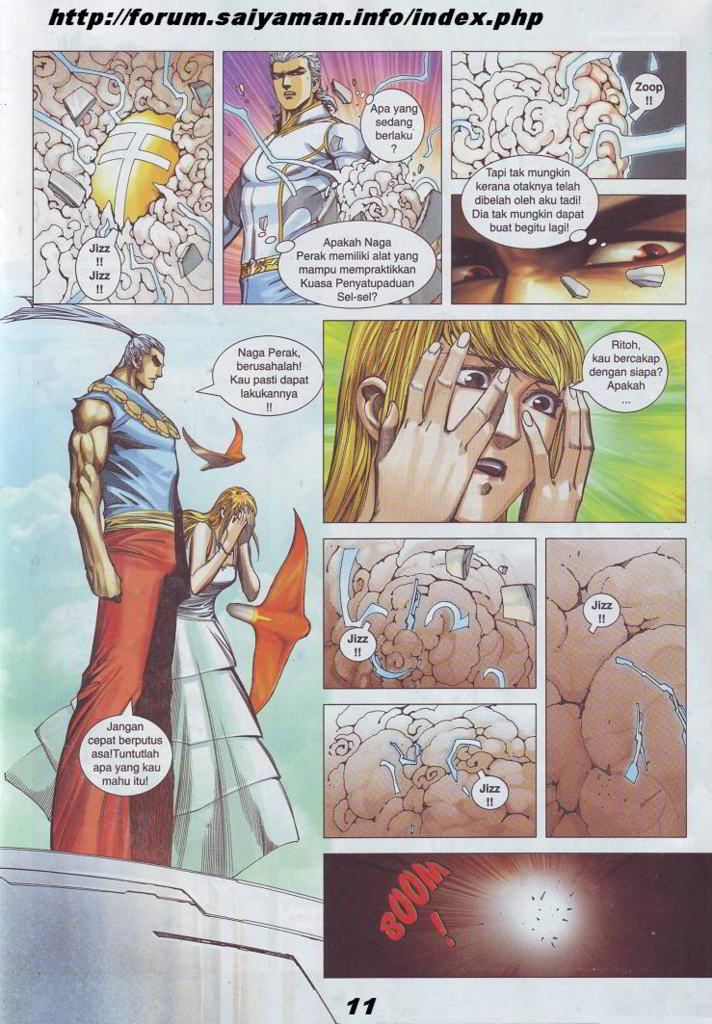 http://forum.saiyaman.info/index.php
Jizz
!!
Jizz
!!
Apa yang
sedang
berlaku
?
Apakah Naga
Perak memiliki alat yang
mampu mempraktikkan
Kuasa Penyatupaduan
Sel-sel?
Zoop
!!
Tapi tak mungkin
kerana otaknya telah
dibelah oleh aku tadi!
Dia tak mungkin dapat
buat begitu lagi!
Naga Perak,
berusahalah!
Kau pasti dapat
lakukannya
!!
Ritoh,
kau bercakap
dengan siapa?
Apakah
...
Jangan
cepat berputus
asa!Tuntutlah
apa yang kau
mahu itu!
Jizz
!!
Jizz
!!
Jizz
!!
BOOM
!
11